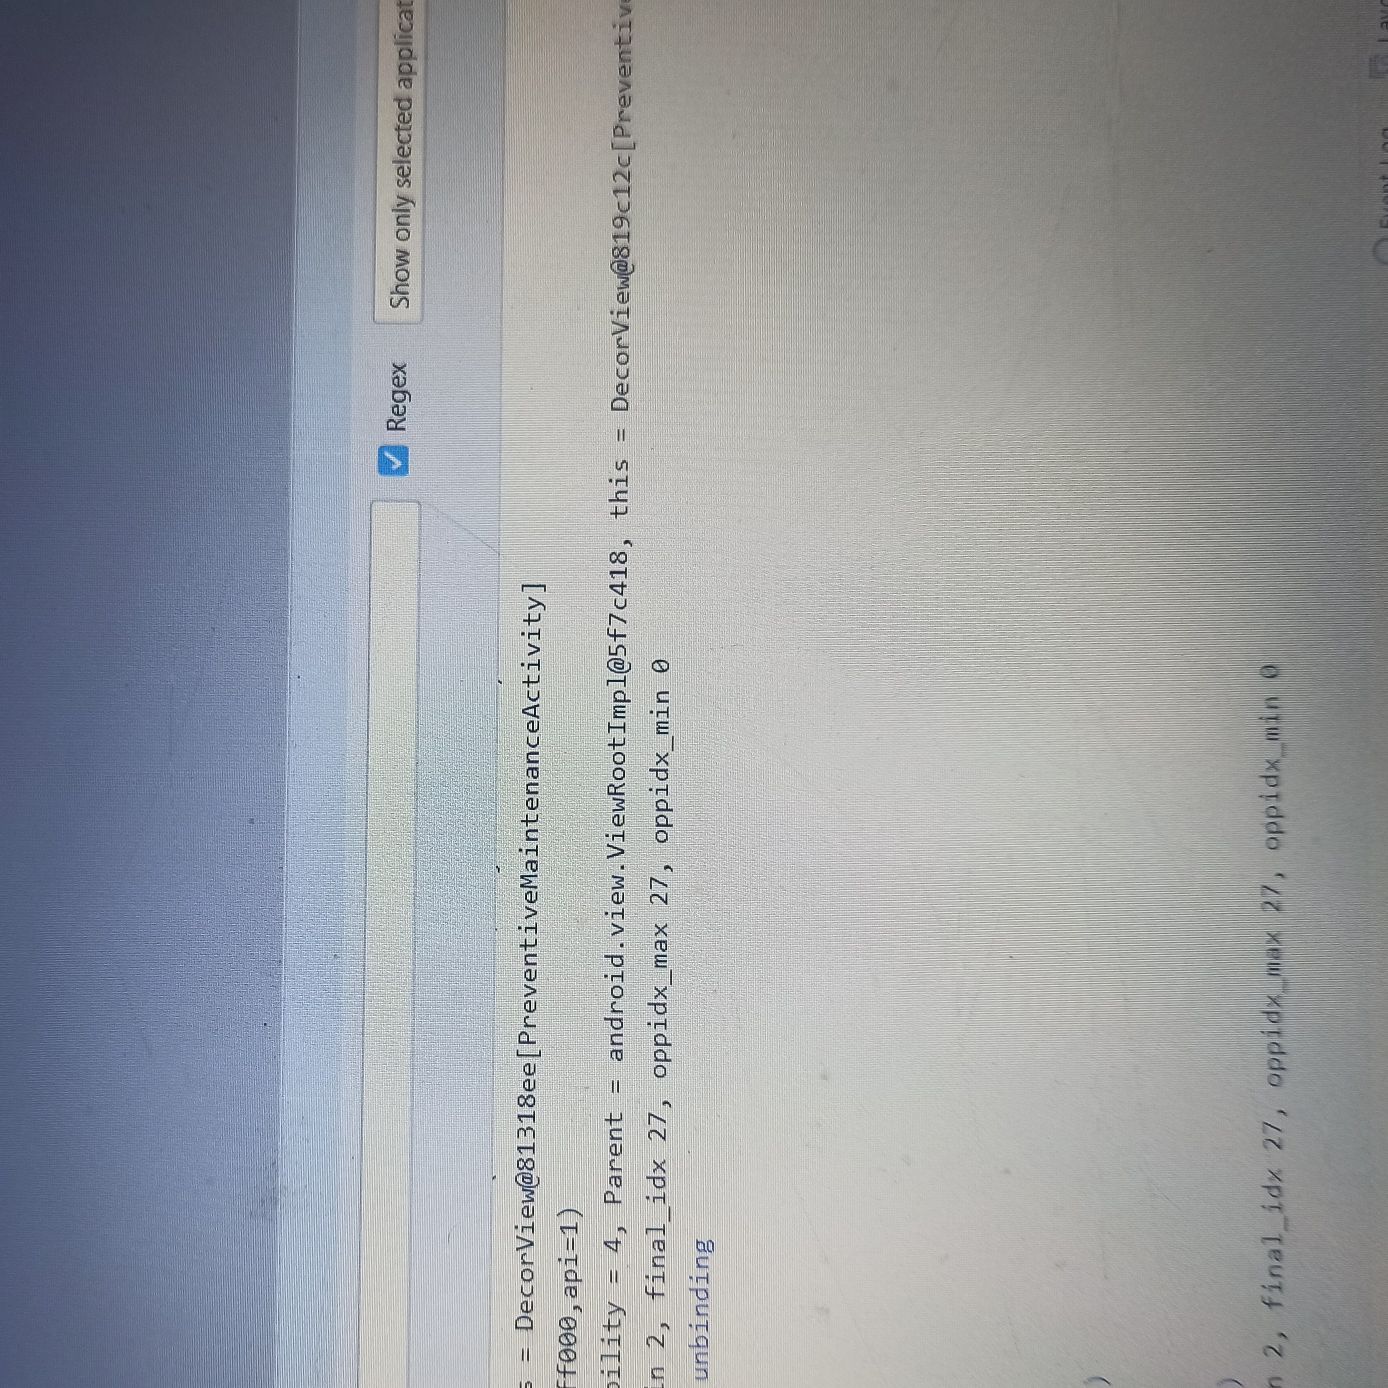 Regex Show only selected applicat
= DecorView@81318ee[PreventiveMaintenanceActivity]
ff000,api=1)
bility = 4, Parent = android.view.ViewRootImpl@5f7c418, this = DecorView@819c12c[Preventive
in 2, final_idx 27, oppidx_max 27, oppidx_min 0
unbinding
)
)
n 2, final_idx 27, oppidx_max 27, oppidx_min 0
Event Log